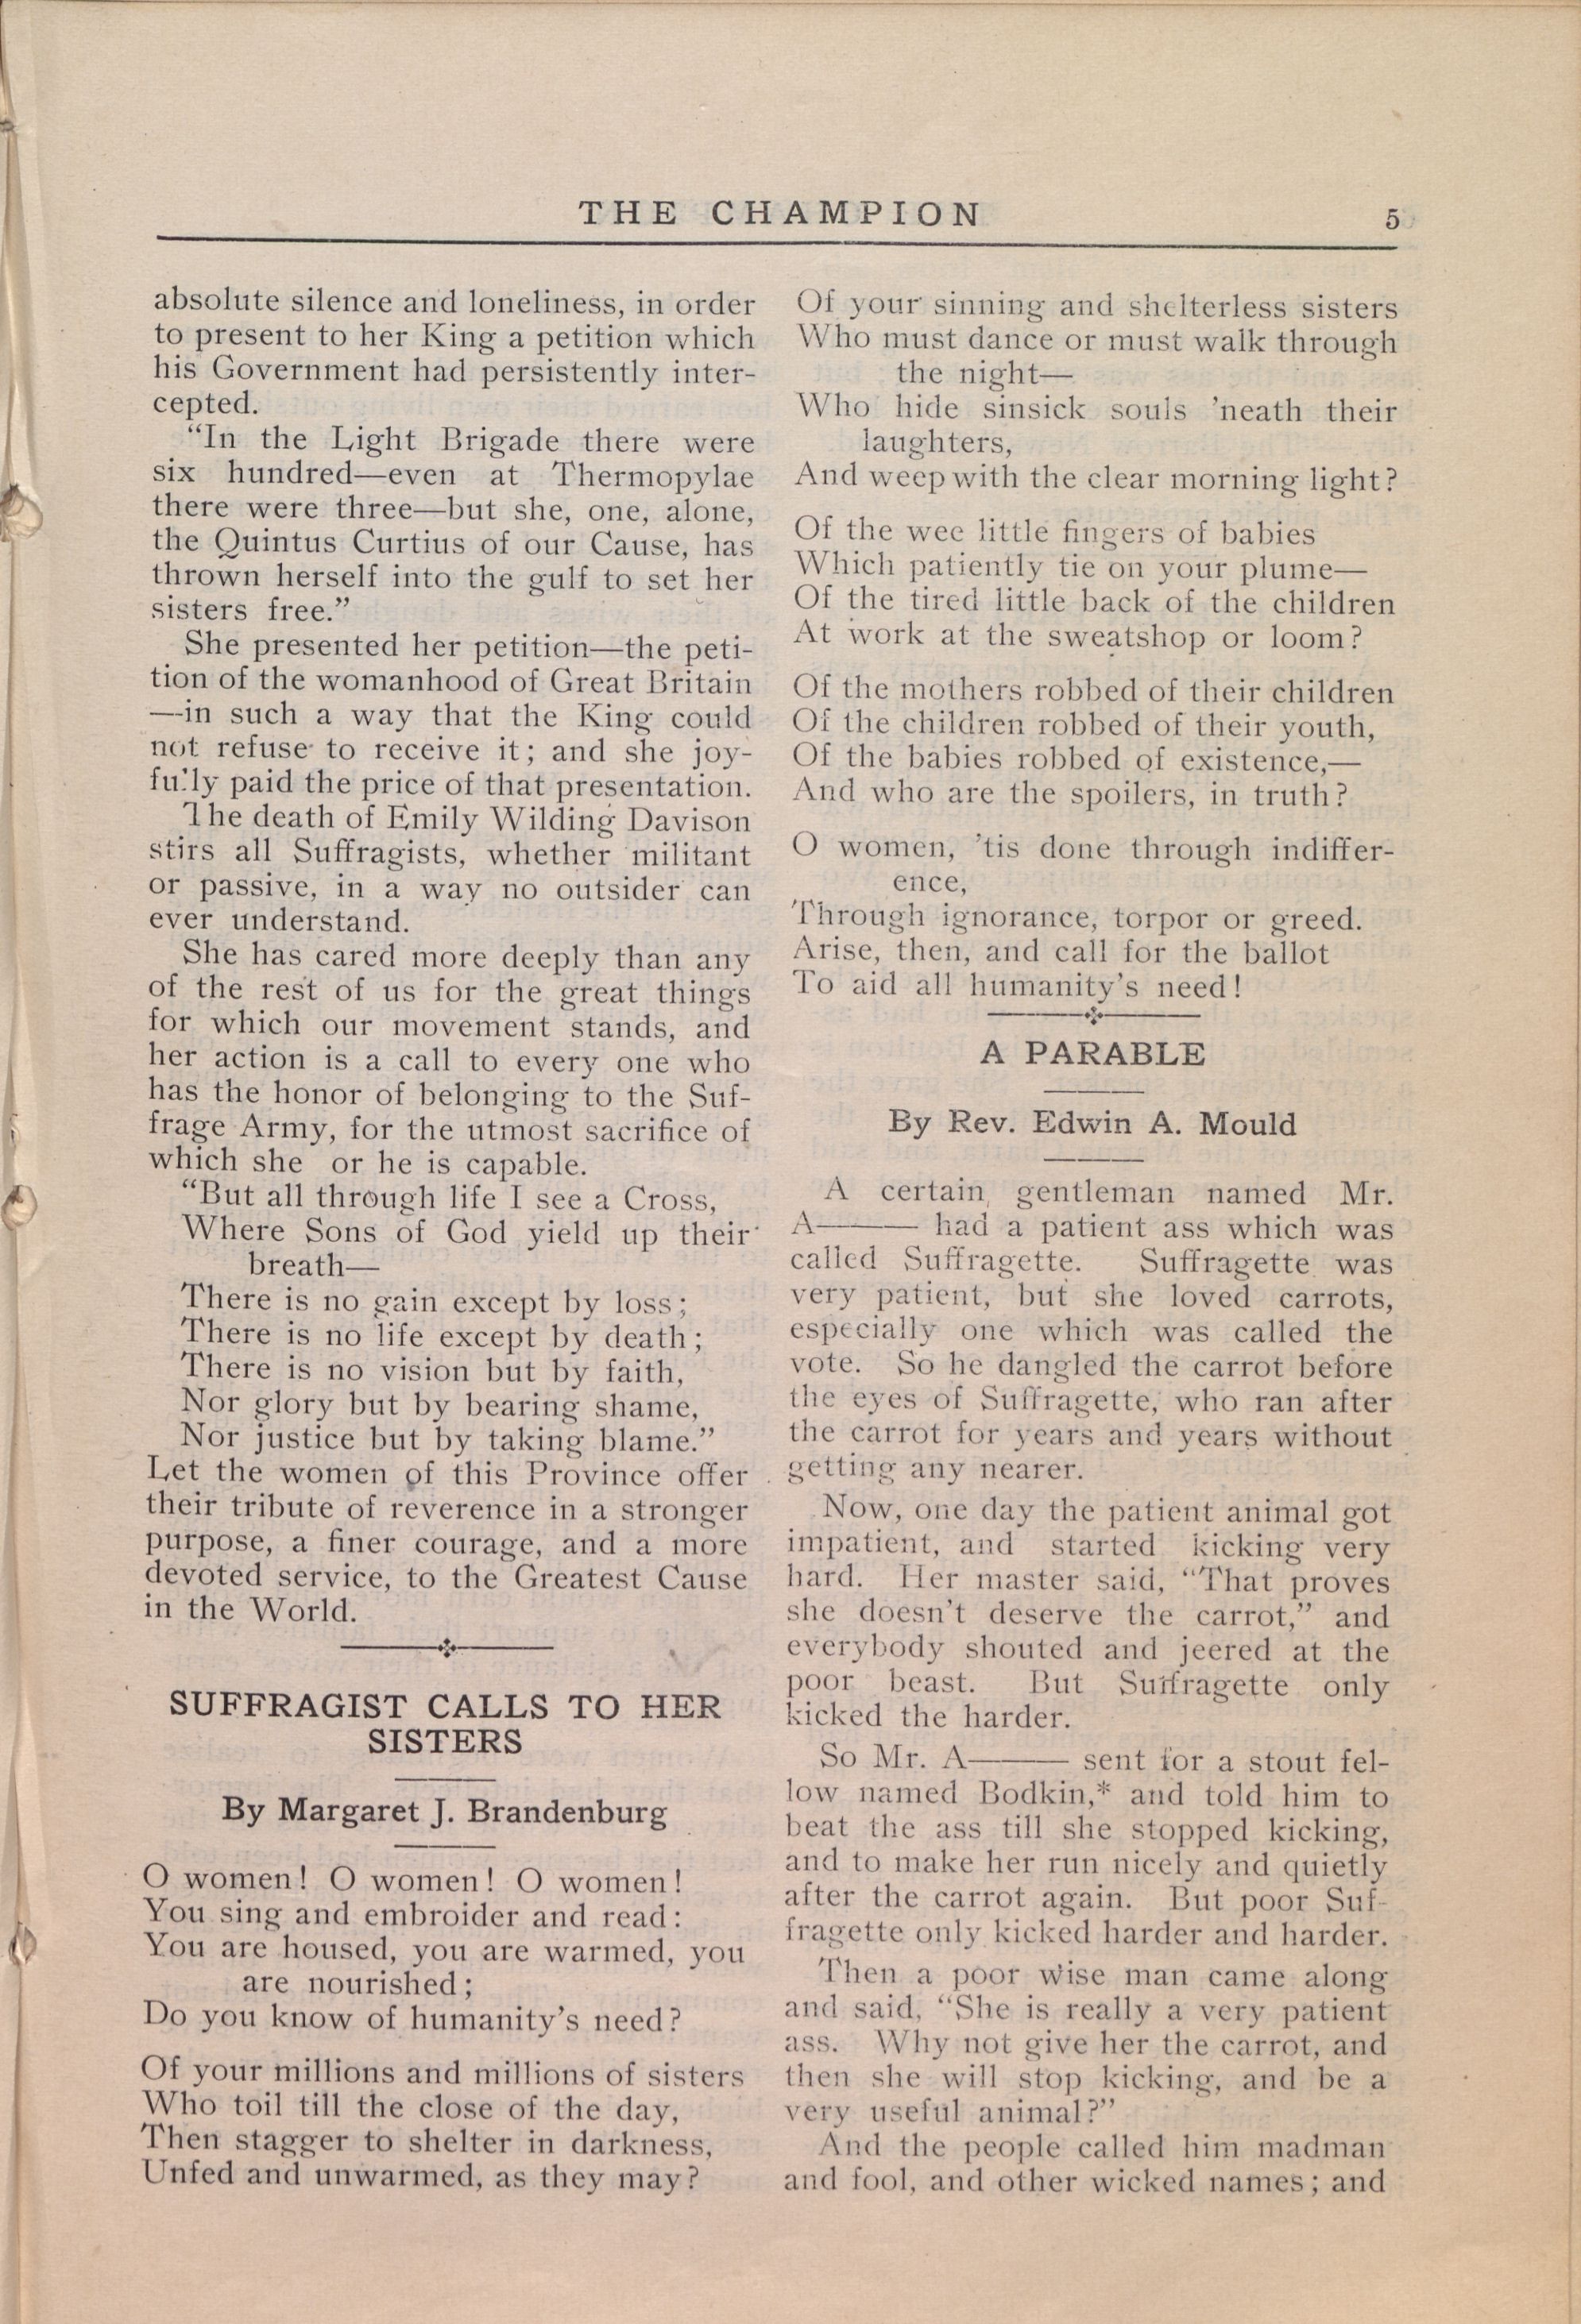 THE CHAMPION
5
absolute silence and loneliness, in order
to present to her King a petition which
his Government had persistently inter-
cepted.
“In the Light Brigade there were
six hundred—even at Thermopylae
there were three—but she, one, alone,
the Quintus Curtius of our Cause, has
thrown herself into the gulf to set her
sisters free.”
She presented her petition—the peti-
tion of the womanhood of Great Britain
—in such a way that the King could
not refuse to receive it; and she joy-
fully paid the price of that presentation.
The death of Emily Wilding Davison
stirs all Suffragists, whether militant
or passive, in a way no outsider can
ever understand.
She has cared more deeply than any
of the rest of us for the great things
for which our movement stands, and
her action is a call to every one who
has the honor of belonging to the Suf-
frage Army, for the utmost sacrifice of
which she or he is capable.
“But all through life I see a Cross,
Where Sons of God yield up their
breath—
There is no gain except by loss;
There is no life except by death;
There is no vision but by faith,
Nor glory but by bearing shame,
Nor justice but by taking blame.”
Let the women of this Province offer
their tribute of reverence in a stronger
purpose, a finer courage, and a more
devoted service, to the Greatest Cause
in the World.
SUFFRAGIST CALLS TO HER
SISTERS
By Margaret J. Brandenburg
O women! O women! O women!
You sing and embroider and read:
You are housed, you are warmed, you
are nourished;
Do you know of humanity’s need?
Of your millions and millions of sisters
Who toil till the close of the day,
Then stagger to shelter in darkness,
Unfed and unwarmed, as they may?
Of your sinning and shelterless sisters
Who must dance or must walk through
the night—
Who hide sinsick souls ’neath their
laughters,
And weep with the clear morning light?
Of the wee little fingers of babies
Which patiently tie on your plume—
Of the tired little back of the children
At work at the sweatshop or loom?
Of the mothers robbed of their children
Of the children robbed of their youth,
Of the babies robbed of existence,—
And who are the spoilers, in truth?
O women, ’tis done through indiffer-
ence,
Through ignorance, torpor or greed.
Arise, then, and call for the ballot
To aid all humanity’s need!
A PARABLE
By Rev. Edwin A. Mould
A certain gentleman named Mr.
A——— had a patient ass which was
called Suffragette. Suffragette was
very patient, but she loved carrots,
especially one which was called the
vote. So he dangled the carrot before
the eyes of Suffragette, who ran after
the carrot for years and years without
getting any nearer.
Now, one day the patient animal got
impatient, and started kicking very
hard. Her master said, “That proves
she doesn’t deserve the carrot,” and
everybody shouted and jeered at the
poor beast. But Suffragette only
kicked the harder.
So Mr. A——— sent for a stout fel-
low named Bodkin,* and told him to
beat the ass till she stopped kicking,
and to make her run nicely and quietly
after the carrot again. But poor Suf-
fragette only kicked harder and harder.
Then a poor wise man came along
and said, “She is really a very patient
ass. Why not give her the carrot, and
then she will stop kicking, and be a
very useful animal?”
And the people called him madman
and fool, and other wicked names; and